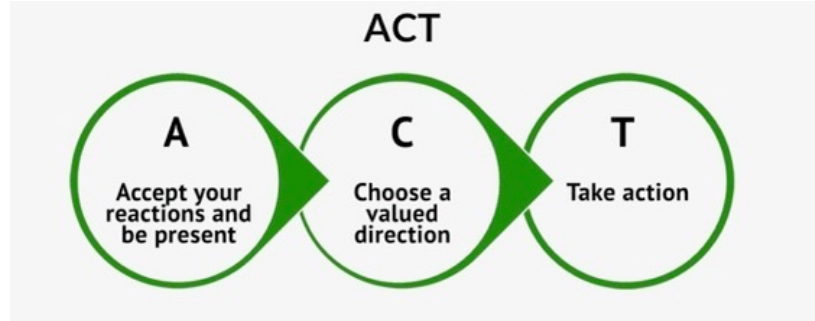 ACT
A
Accept your
reactions and
be present
C
Choose a
valued
direction
T
Take action